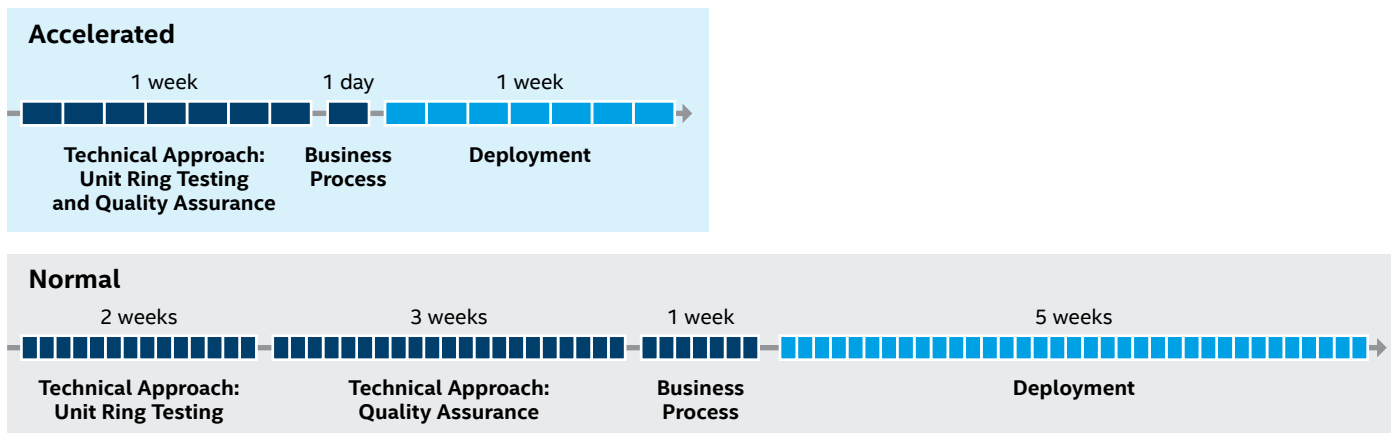 Accelerated
1 week
1 day
1 week
Technical Approach:
Unit Ring Testing
and Quality Assurance
Business
Process
Deployment
Normal
2 weeks
3 weeks
1 week
5 weeks
Technical Approach:
Unit Ring Testing
Technical Approach:
Quality Assurance
Business
Process
Deployment